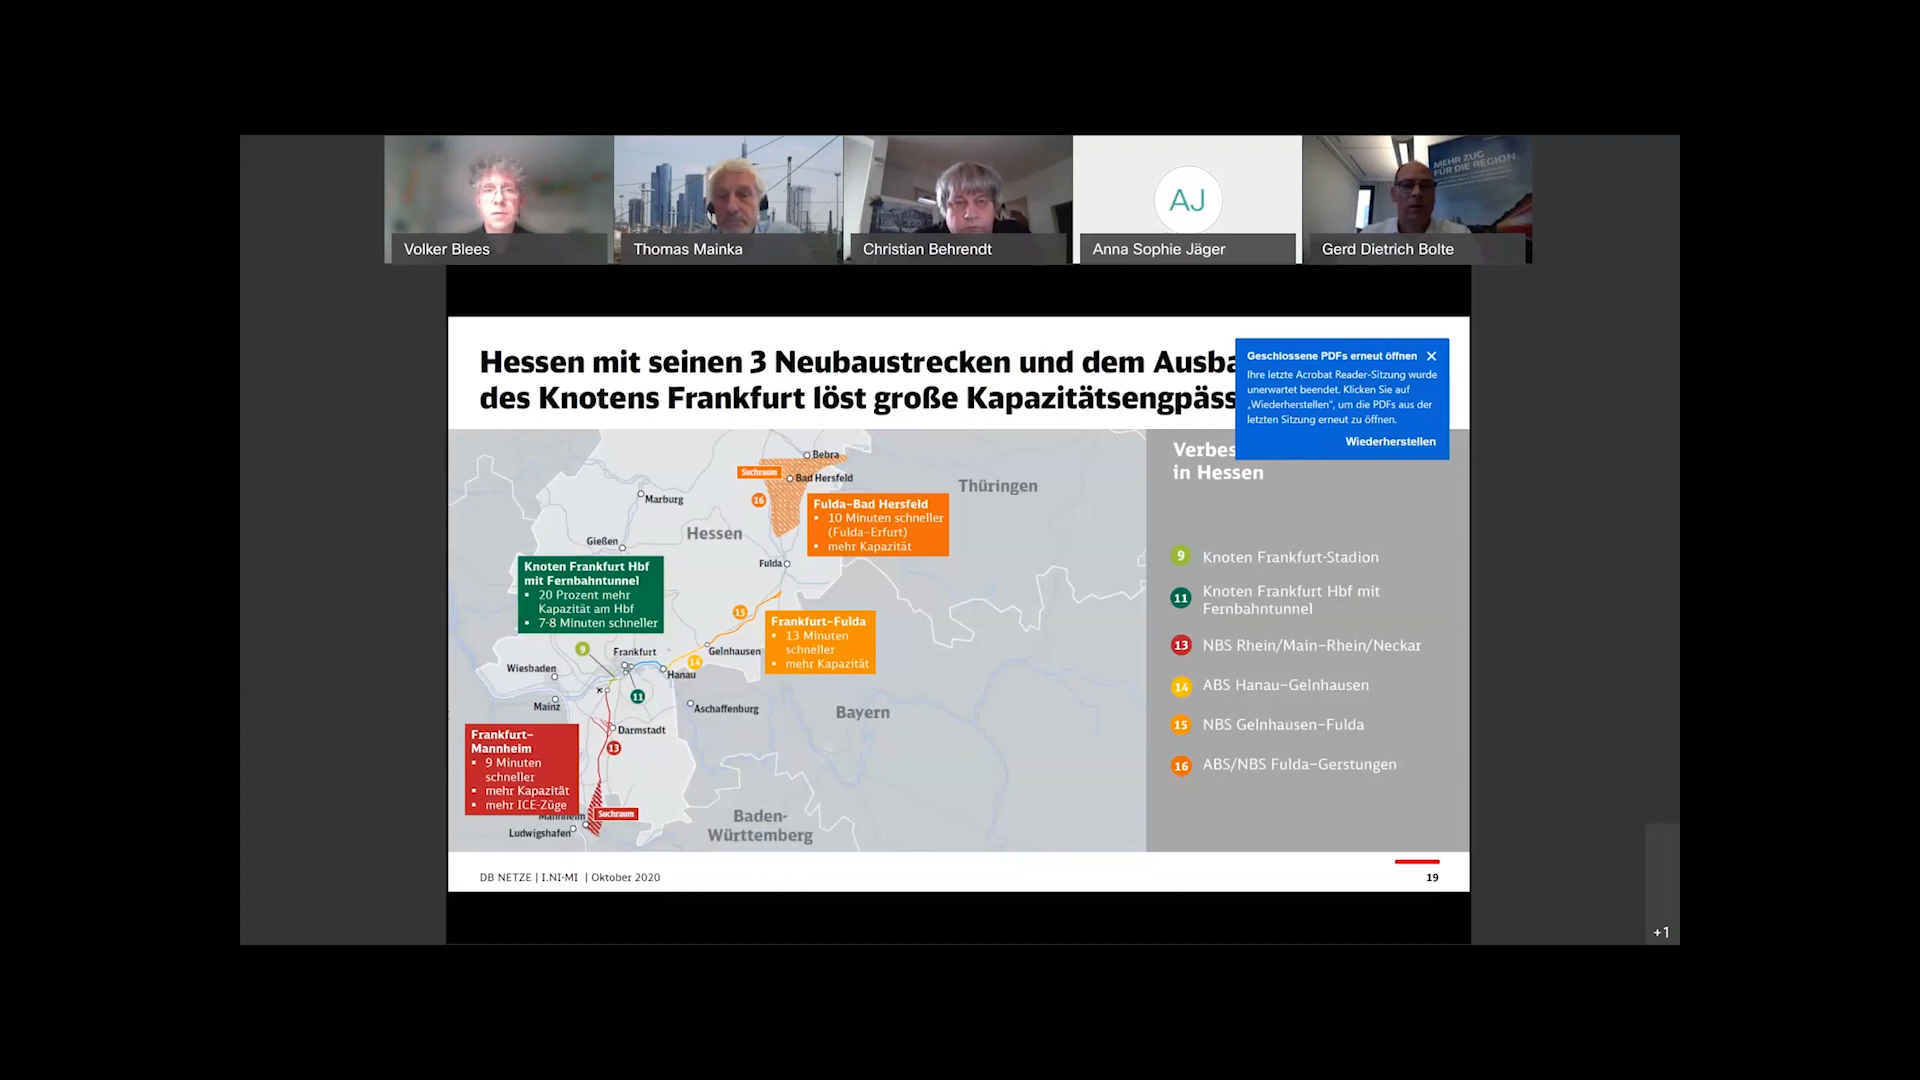 MEHR ZUG
FÜR DIE REGION.
Volker Blees
Thomas Mainka
Christian Behrendt
AJ
Anna Sophie Jäger
Gerd Dietrich Bolte
Hessen mit seinen 3 Neubaustrecken und dem Ausba
des Knotens Frankfurt löst große Kapazitätsengpäss
Geschlossene PDFs erneut öffnen
Ihre letzte Acrobat Reader-Sitzung wurde
unerwartet beendet. Klicken Sie auf
„Wiederherstellen", um die PDFs aus der
letzten Sitzung erneut zu öffnen.
Wiederherstellen
Bebra
Suchraum
Bad Hersfeld
16
Marburg
Thüringen
Fulda–Bad Hersfeld
▪ 10 Minuten schneller
(Fulda–Erfurt)
▪ mehr Kapazität
Hessen
Gießen
Fulda
Knoten Frankfurt Hbf
mit Fernbahntunnel
▪ 20 Prozent mehr
Kapazität am Hbf
▪ 7-8 Minuten schneller
15
Frankfurt–Fulda
▪ 13 Minuten
schneller
▪ mehr Kapazität
9
Frankfurt
Gelnhausen
14
Wiesbaden
Hanau
11
Mainz
Aschaffenburg
Bayern
Darmstadt
13
Frankfurt–
Mannheim
▪ 9 Minuten
schneller
▪ mehr Kapazität
▪ mehr ICE-Züge
Suchraum
Mannheim
Ludwigshafen
Baden-
Württemberg
Verbes
in Hessen
9 Knoten Frankfurt-Stadion
11 Knoten Frankfurt Hbf mit
Fernbahntunnel
13 NBS Rhein/Main–Rhein/Neckar
14 ABS Hanau–Gelnhausen
15 NBS Gelnhausen–Fulda
16 ABS/NBS Fulda–Gerstungen
DB NETZE | I.NI-MI | Oktober 2020
19
+1